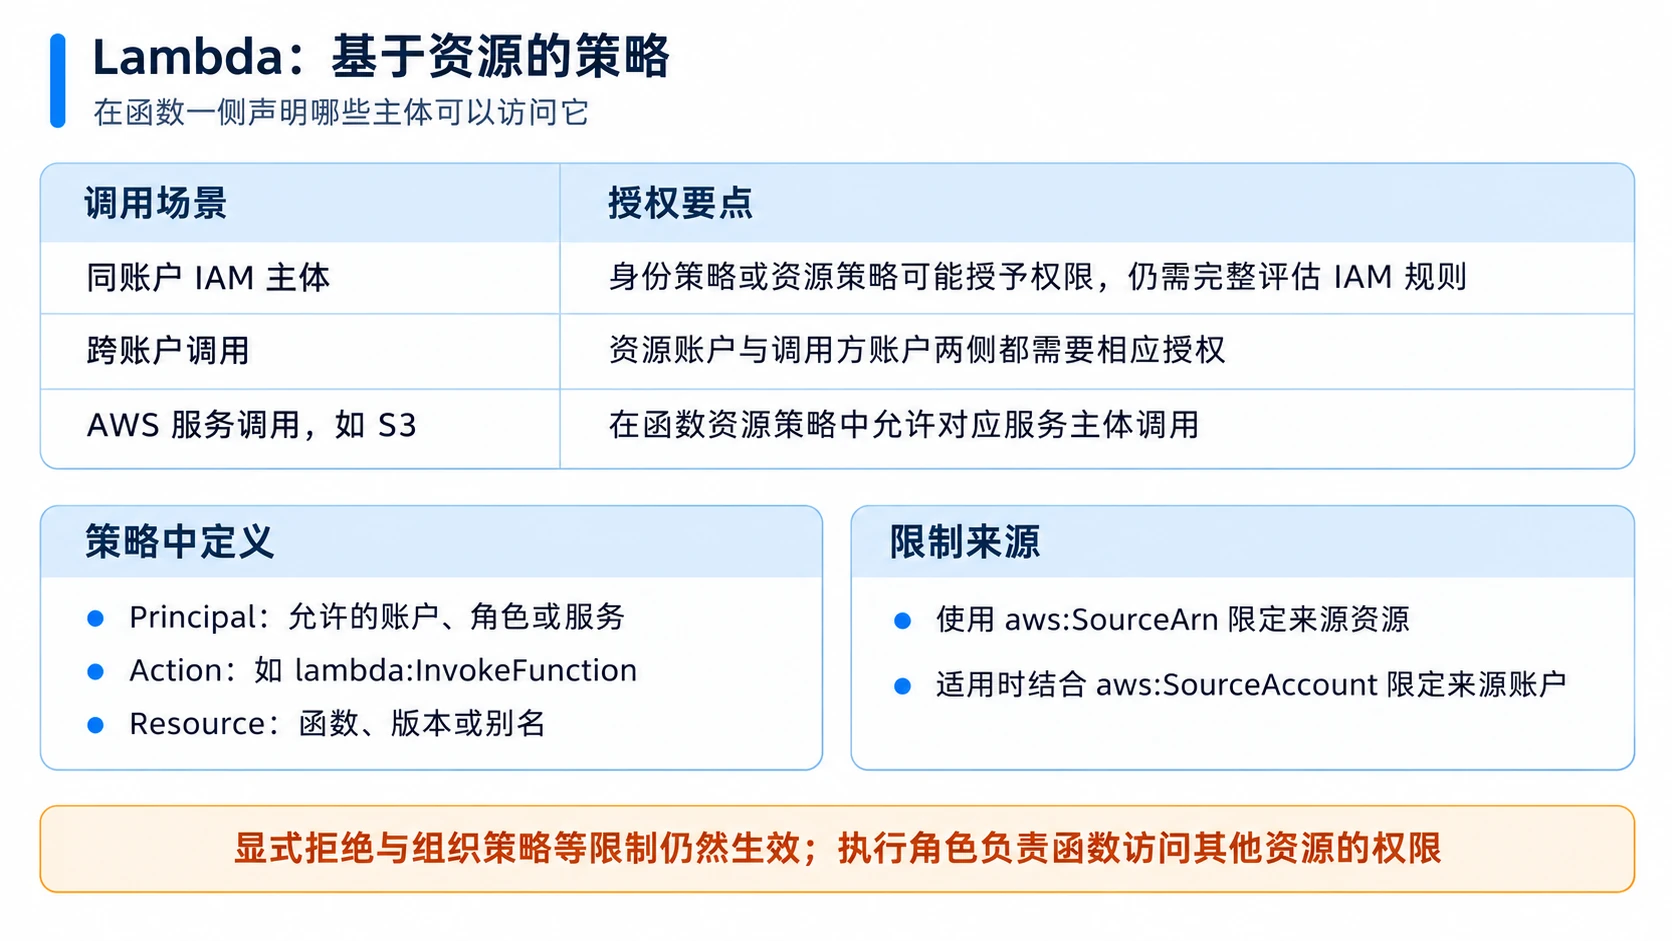 Lambda：基于资源的策略
在函数一侧声明哪些主体可以访问它
调用场景
授权要点
同账户 IAM 主体
身份策略或资源策略可能授予权限，仍需完整评估 IAM 规则
跨账户调用
资源账户与调用方账户两侧都需要相应授权
AWS 服务调用，如 S3
在函数资源策略中允许对应服务主体调用
策略中定义
Principal：允许的账户、角色或服务
Action：如 lambda:InvokeFunction
Resource：函数、版本或别名
限制来源
使用 aws:SourceArn 限定来源资源
适用时结合 aws:SourceAccount 限定来源账户
显式拒绝与组织策略等限制仍然生效；执行角色负责函数访问其他资源的权限